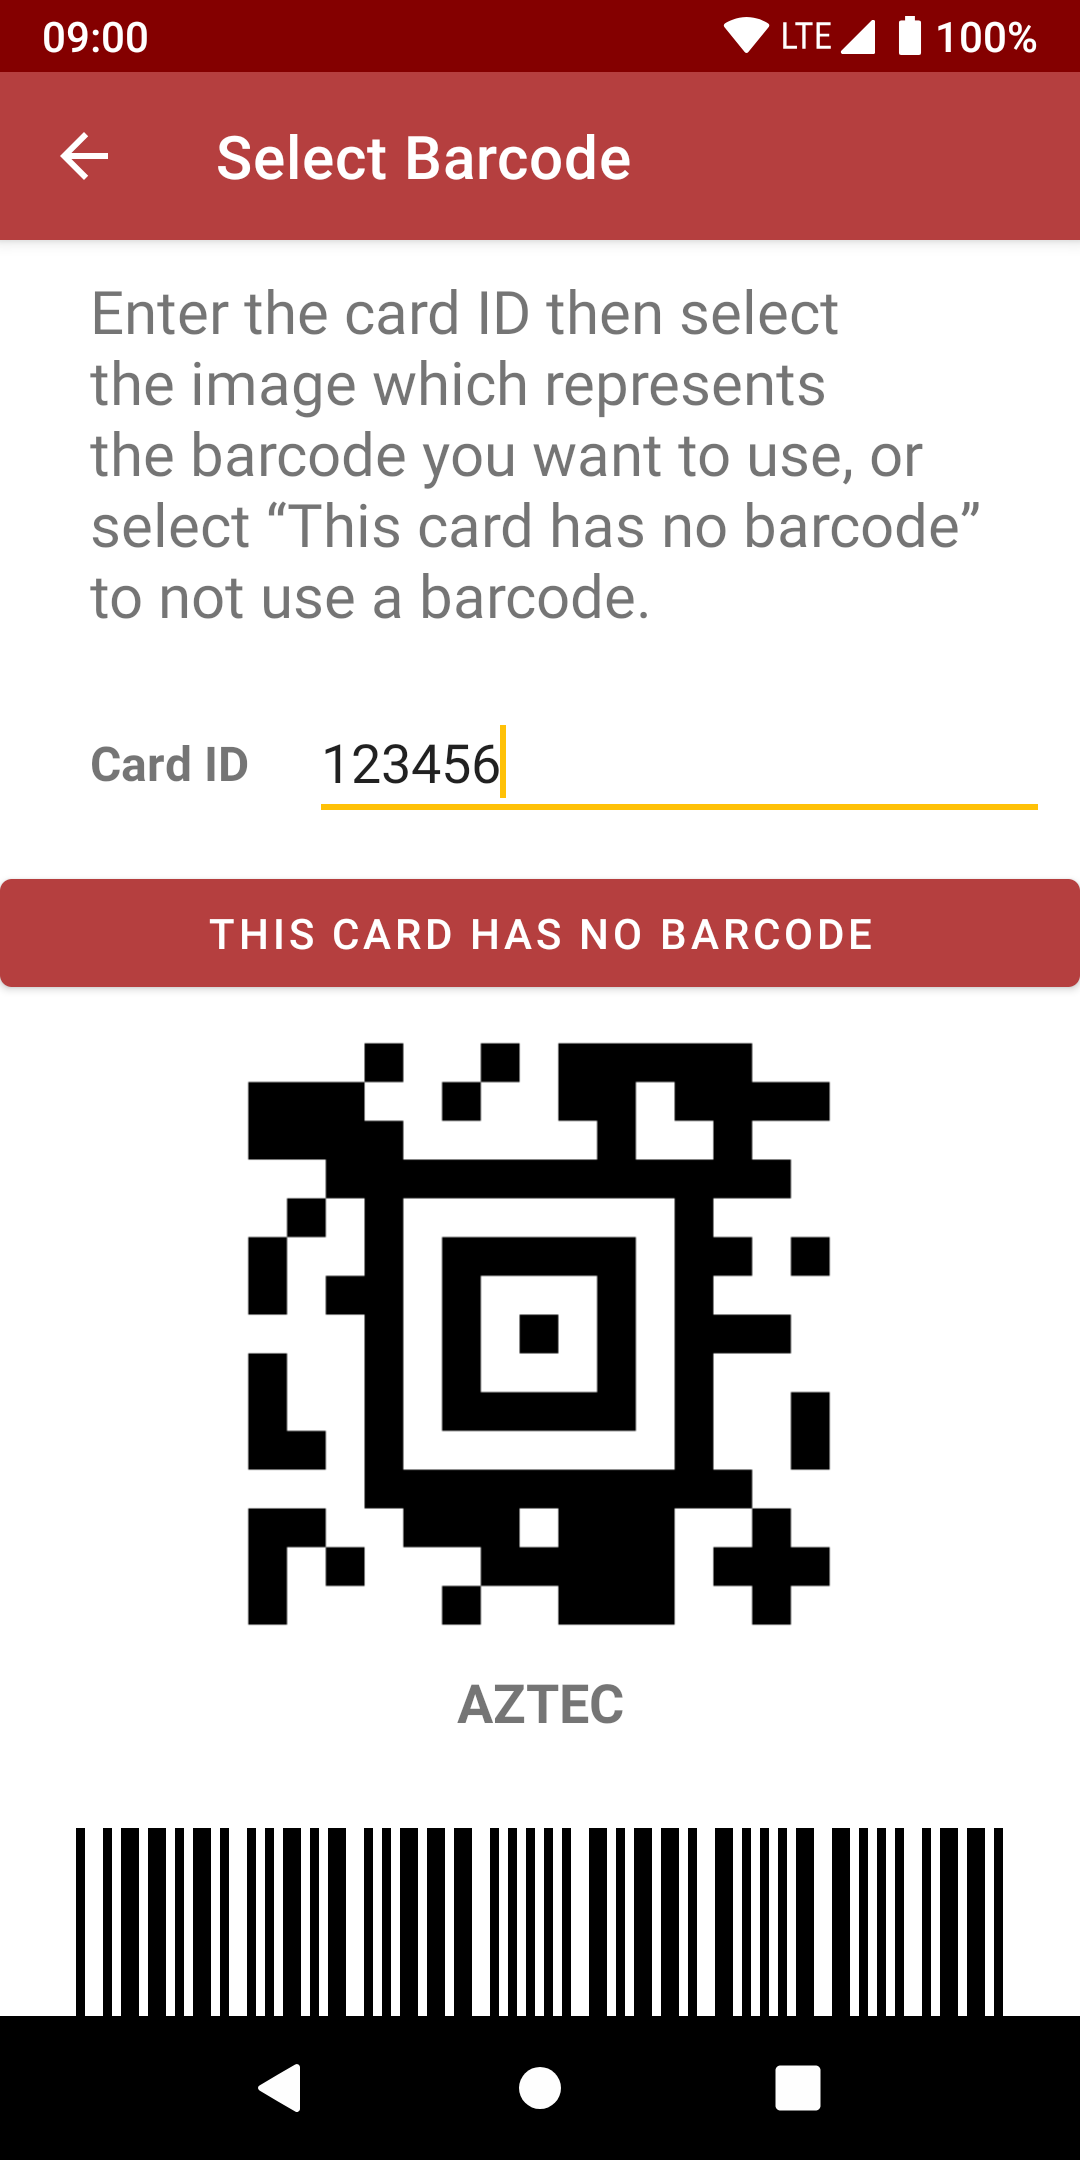 09:00 LTE 100%
Select Barcode
Enter the card ID then select
the image which represents
the barcode you want to use, or
select “This card has no barcode”
to not use a barcode.
Card ID 123456
THIS CARD HAS NO BARCODE
AZTEC